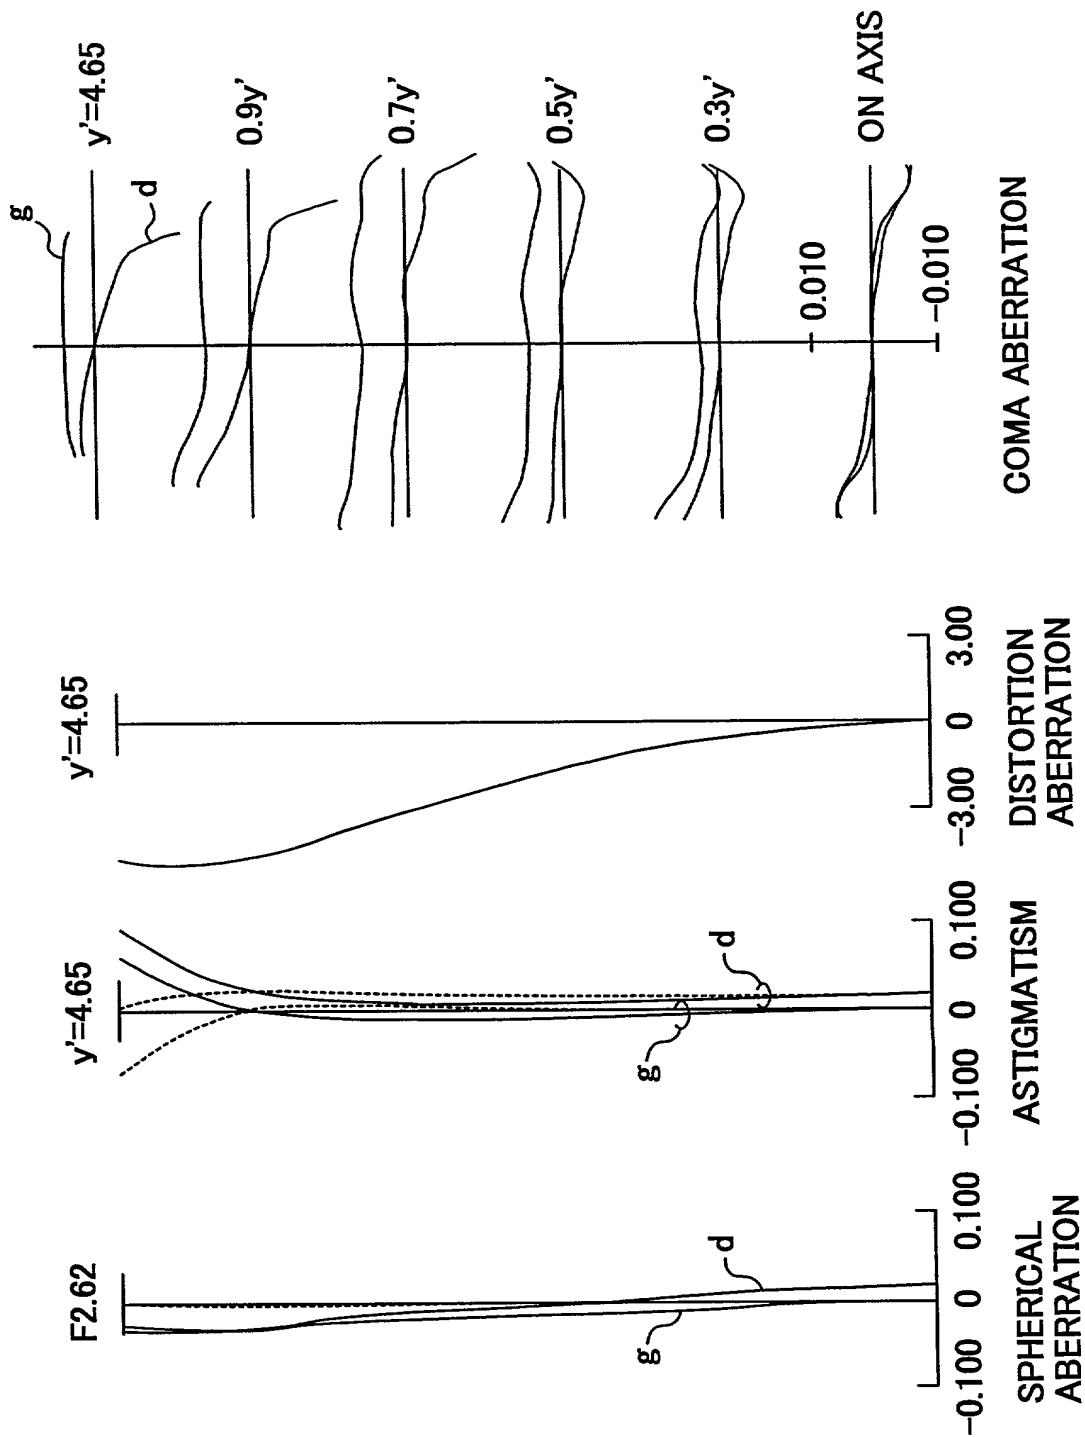 F2.62
g
d
-0.100
0
0.100
SPHERICAL
ABERRATION
y'=4.65
g
d
-0.100
0
0.100
ASTIGMATISM
y'=4.65
-3.00
0
3.00
DISTORTION
ABERRATION
g
y'=4.65
d
0.9y'
0.7y'
0.5y'
0.3y'
0.010
ON AXIS
-0.010
COMA ABERRATION